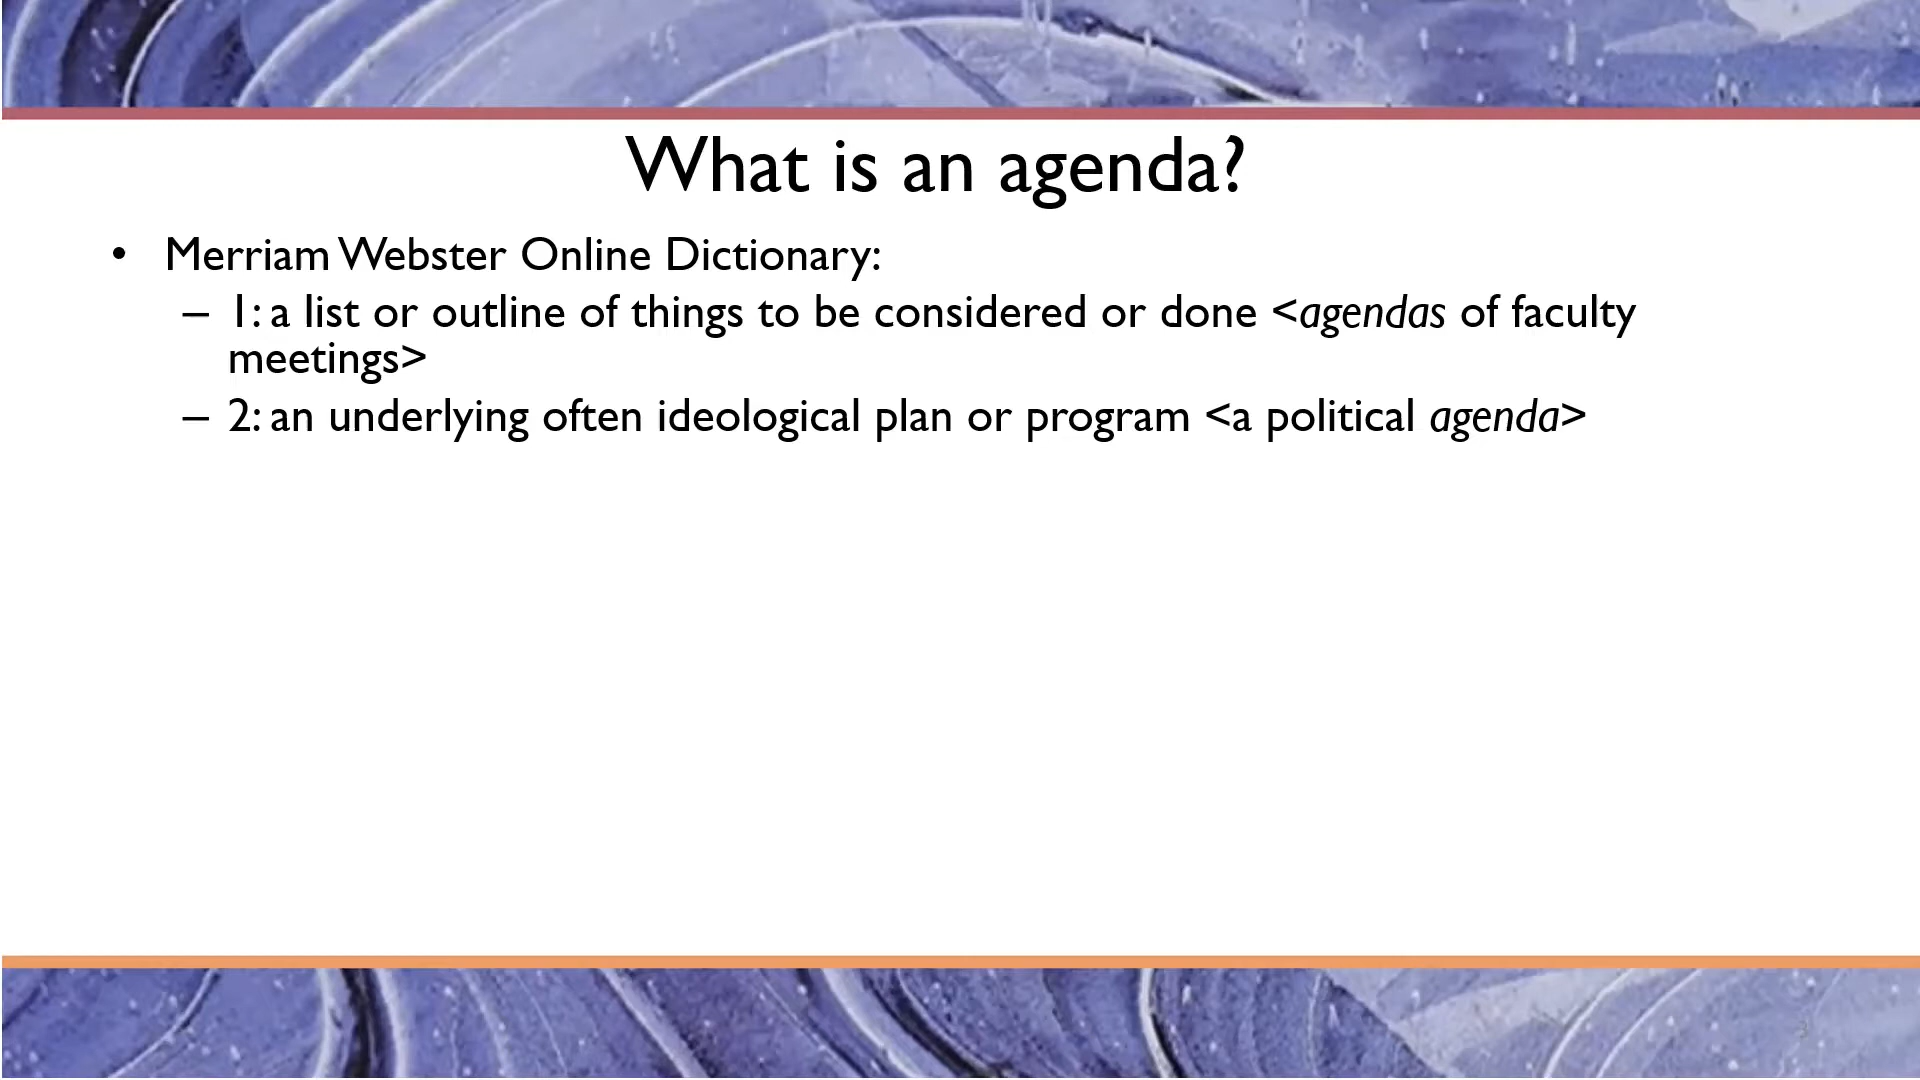 What is an agenda?
• Merriam Webster Online Dictionary:
– 1: a list or outline of things to be considered or done <agendas of faculty
meetings>
– 2: an underlying often ideological plan or program <a political agenda>